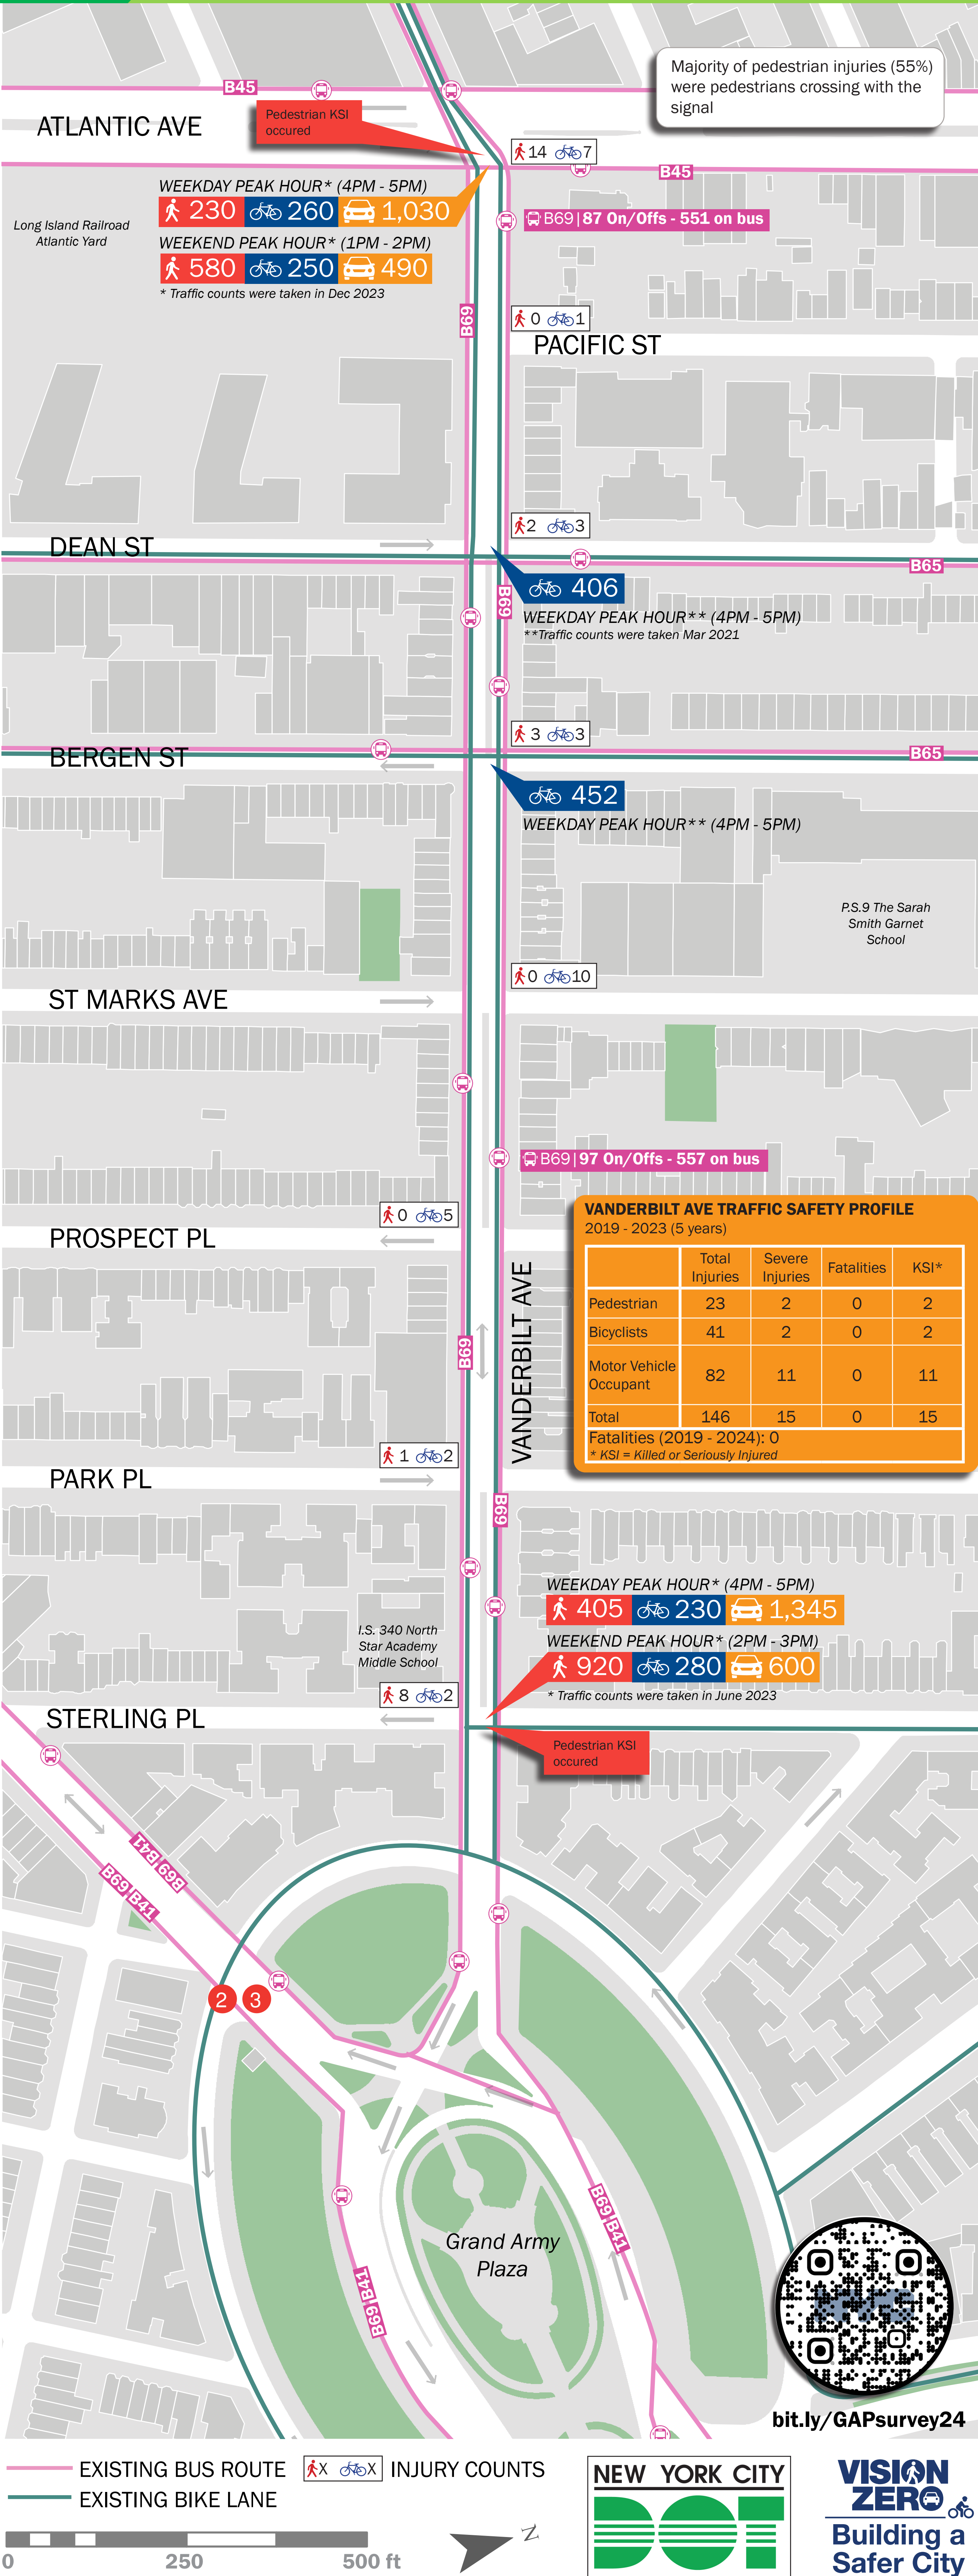 Majority of pedestrian injuries (55%)
were pedestrians crossing with the
signal
B45
ATLANTIC AVE
Pedestrian KSI
occured
14 7
B45
WEEKDAY PEAK HOUR* (4PM - 5PM)
230 260 1,030
WEEKEND PEAK HOUR* (1PM - 2PM)
580 250 490
* Traffic counts were taken in Dec 2023
Long Island Railroad
Atlantic Yard
B69|87 On/Offs - 551 on bus
B69
0 1
PACIFIC ST
2 3
DEAN ST
B65
406
B69
WEEKDAY PEAK HOUR** (4PM - 5PM)
**Traffic counts were taken Mar 2021
3 3
BERGEN ST
B65
452
WEEKDAY PEAK HOUR** (4PM - 5PM)
P.S.9 The Sarah
Smith Garnet
School
0 10
ST MARKS AVE
B69|97 On/Offs - 557 on bus
0 5
PROSPECT PL
VANDERBILT AVE TRAFFIC SAFETY PROFILE
2019 - 2023 (5 years)
Total Injuries Severe Injuries Fatalities KSI*
Pedestrian 23 2 0 2
Bicyclists 41 2 0 2
Motor Vehicle Occupant 82 11 0 11
Total 146 15 0 15
Fatalities (2019 - 2024): 0
* KSI = Killed or Seriously Injured
VANDERBILT AVE
B69
1 2
PARK PL
B69
WEEKDAY PEAK HOUR* (4PM - 5PM)
405 230 1,345
WEEKEND PEAK HOUR* (2PM - 3PM)
920 280 600
* Traffic counts were taken in June 2023
I.S. 340 North
Star Academy
Middle School
8 2
STERLING PL
Pedestrian KSI
occured
B69 B41
B69 B41
2 3
Grand Army
Plaza
B69 B41
B69 B41
bit.ly/GAPsurvey24
EXISTING BUS ROUTE
X X INJURY COUNTS
EXISTING BIKE LANE
0 250 500 ft
N
NEW YORK CITY
DOT
VISION
ZERO
Building a
Safer City